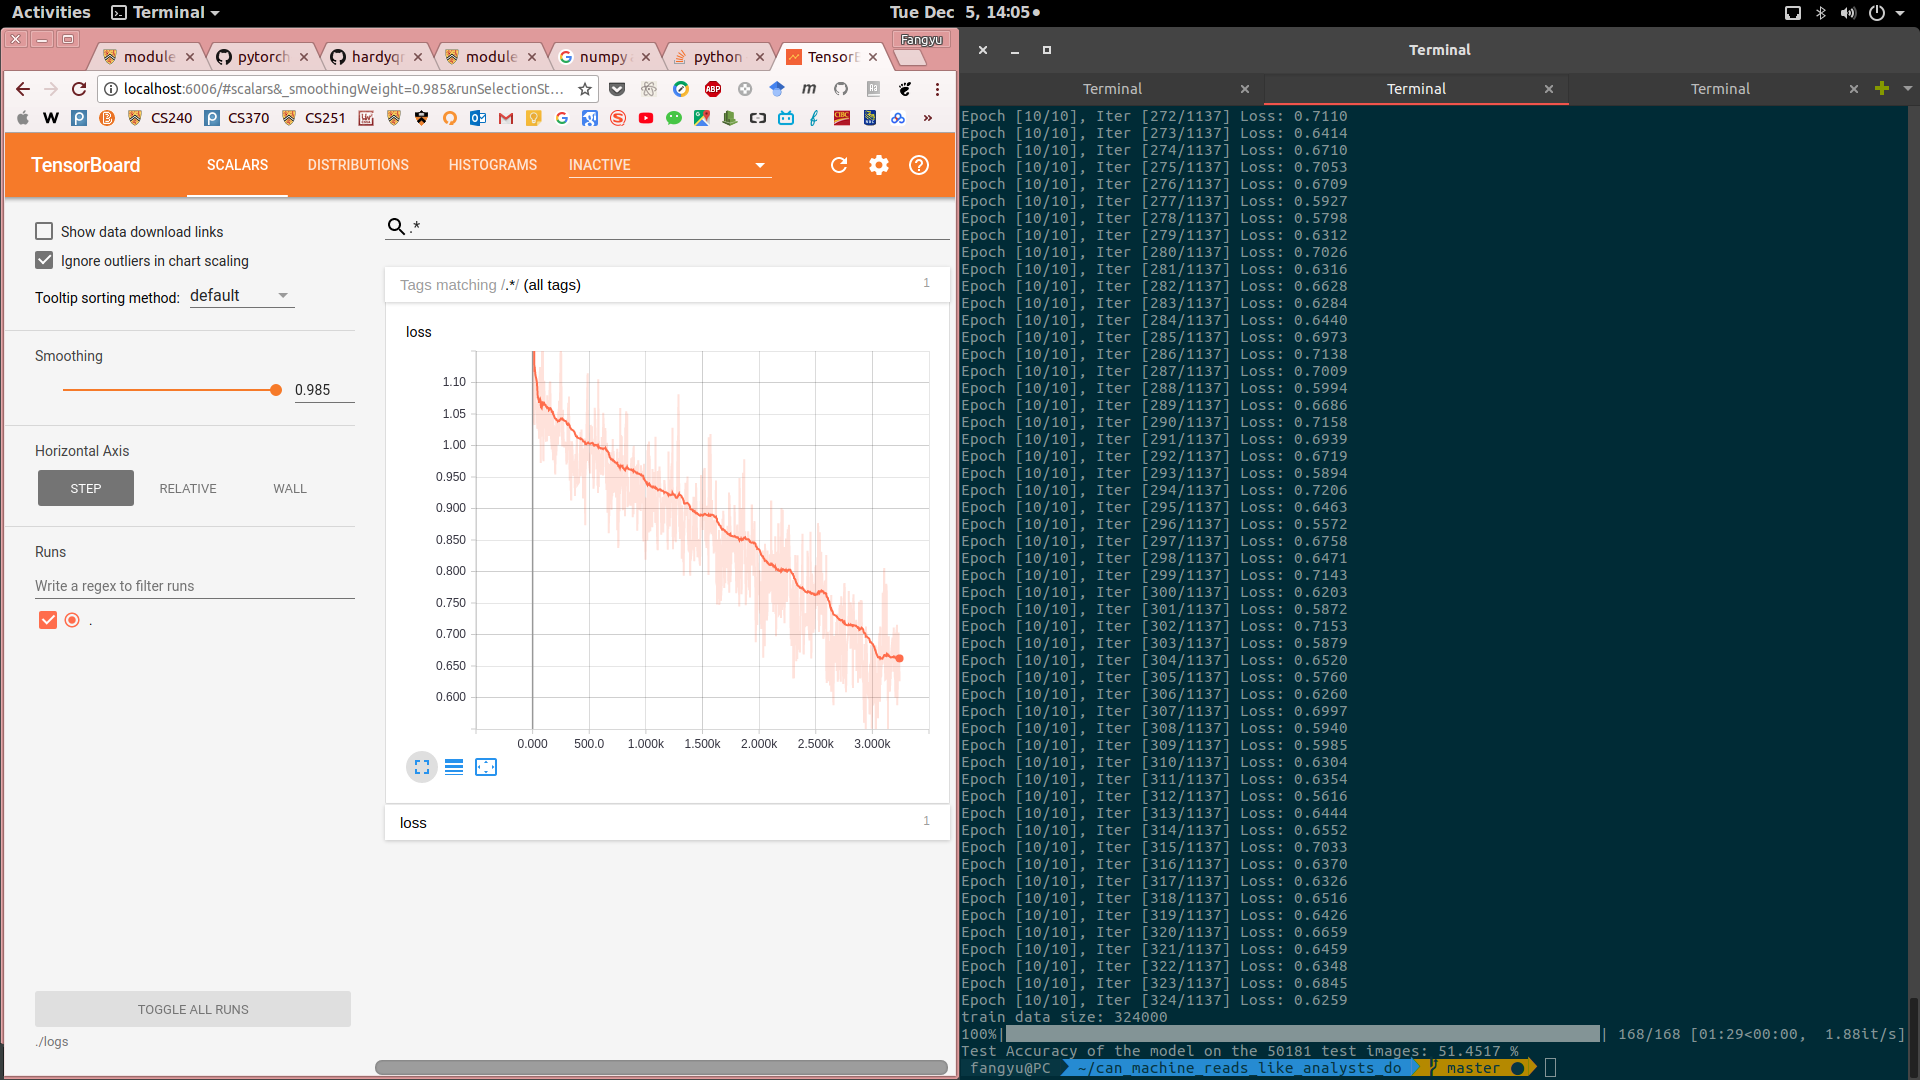 Activities Terminal Tue Dec 5, 14:05
Fangyu
module pytorch hardyqr module numpy python TensorB
localhost:6006/#scalars&_smoothingWeight=0.985&runSelectionSt...
CS240 CS370 CS251 »
TensorBoard SCALARS DISTRIBUTIONS HISTOGRAMS INACTIVE
Show data download links
Ignore outliers in chart scaling
Tooltip sorting method: default
Smoothing
0.985
Horizontal Axis
STEP RELATIVE WALL
Runs
Write a regex to filter runs
.
TOGGLE ALL RUNS
./logs
.*
Tags matching /.*/ (all tags) 1
loss
1.10
1.05
1.00
0.950
0.900
0.850
0.800
0.750
0.700
0.650
0.600
0.000 500.0 1.000k 1.500k 2.000k 2.500k 3.000k
loss 1
Terminal
Terminal Terminal Terminal
Epoch [10/10], Iter [272/1137] Loss: 0.7110
Epoch [10/10], Iter [273/1137] Loss: 0.6414
Epoch [10/10], Iter [274/1137] Loss: 0.6710
Epoch [10/10], Iter [275/1137] Loss: 0.7053
Epoch [10/10], Iter [276/1137] Loss: 0.6709
Epoch [10/10], Iter [277/1137] Loss: 0.5927
Epoch [10/10], Iter [278/1137] Loss: 0.5798
Epoch [10/10], Iter [279/1137] Loss: 0.6312
Epoch [10/10], Iter [280/1137] Loss: 0.7026
Epoch [10/10], Iter [281/1137] Loss: 0.6316
Epoch [10/10], Iter [282/1137] Loss: 0.6628
Epoch [10/10], Iter [283/1137] Loss: 0.6284
Epoch [10/10], Iter [284/1137] Loss: 0.6440
Epoch [10/10], Iter [285/1137] Loss: 0.6973
Epoch [10/10], Iter [286/1137] Loss: 0.7138
Epoch [10/10], Iter [287/1137] Loss: 0.7009
Epoch [10/10], Iter [288/1137] Loss: 0.5994
Epoch [10/10], Iter [289/1137] Loss: 0.6686
Epoch [10/10], Iter [290/1137] Loss: 0.7158
Epoch [10/10], Iter [291/1137] Loss: 0.6939
Epoch [10/10], Iter [292/1137] Loss: 0.6719
Epoch [10/10], Iter [293/1137] Loss: 0.5894
Epoch [10/10], Iter [294/1137] Loss: 0.7206
Epoch [10/10], Iter [295/1137] Loss: 0.6463
Epoch [10/10], Iter [296/1137] Loss: 0.5572
Epoch [10/10], Iter [297/1137] Loss: 0.6758
Epoch [10/10], Iter [298/1137] Loss: 0.6471
Epoch [10/10], Iter [299/1137] Loss: 0.7143
Epoch [10/10], Iter [300/1137] Loss: 0.6203
Epoch [10/10], Iter [301/1137] Loss: 0.5872
Epoch [10/10], Iter [302/1137] Loss: 0.7153
Epoch [10/10], Iter [303/1137] Loss: 0.5879
Epoch [10/10], Iter [304/1137] Loss: 0.6520
Epoch [10/10], Iter [305/1137] Loss: 0.5760
Epoch [10/10], Iter [306/1137] Loss: 0.6260
Epoch [10/10], Iter [307/1137] Loss: 0.6997
Epoch [10/10], Iter [308/1137] Loss: 0.5940
Epoch [10/10], Iter [309/1137] Loss: 0.5985
Epoch [10/10], Iter [310/1137] Loss: 0.6304
Epoch [10/10], Iter [311/1137] Loss: 0.6354
Epoch [10/10], Iter [312/1137] Loss: 0.5616
Epoch [10/10], Iter [313/1137] Loss: 0.6444
Epoch [10/10], Iter [314/1137] Loss: 0.6552
Epoch [10/10], Iter [315/1137] Loss: 0.7033
Epoch [10/10], Iter [316/1137] Loss: 0.6370
Epoch [10/10], Iter [317/1137] Loss: 0.6326
Epoch [10/10], Iter [318/1137] Loss: 0.6516
Epoch [10/10], Iter [319/1137] Loss: 0.6426
Epoch [10/10], Iter [320/1137] Loss: 0.6659
Epoch [10/10], Iter [321/1137] Loss: 0.6459
Epoch [10/10], Iter [322/1137] Loss: 0.6348
Epoch [10/10], Iter [323/1137] Loss: 0.6845
Epoch [10/10], Iter [324/1137] Loss: 0.6259
train data size: 324000
100%| | 168/168 [01:29<00:00, 1.88it/s]
Test Accuracy of the model on the 50181 test images: 51.4517 %
fangyu@PC ~/can_machine_reads_like_analysts_do master